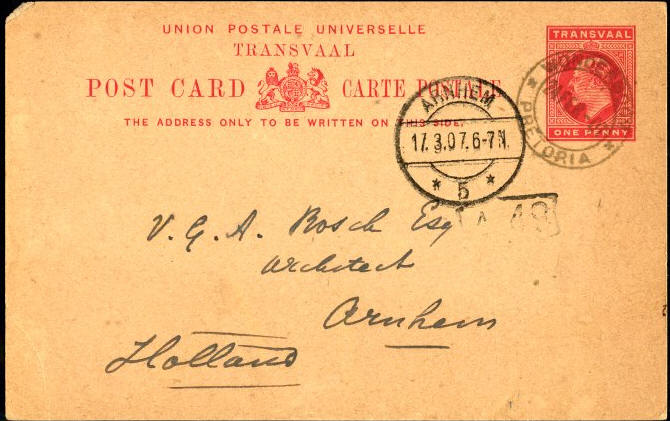 UNION POSTALE UNIVERSELLE
TRANSVAAL
POST CARD CARTE POSTALE
THE ADDRESS ONLY TO BE WRITTEN ON THIS SIDE.
TRANSVAAL
ONE PENNY
PRETORIA
ARNHEM
17.3.07.6-7N
* 5 *
A 49
V. G. A. Bosch Esq
Architect
Arnhem
Holland